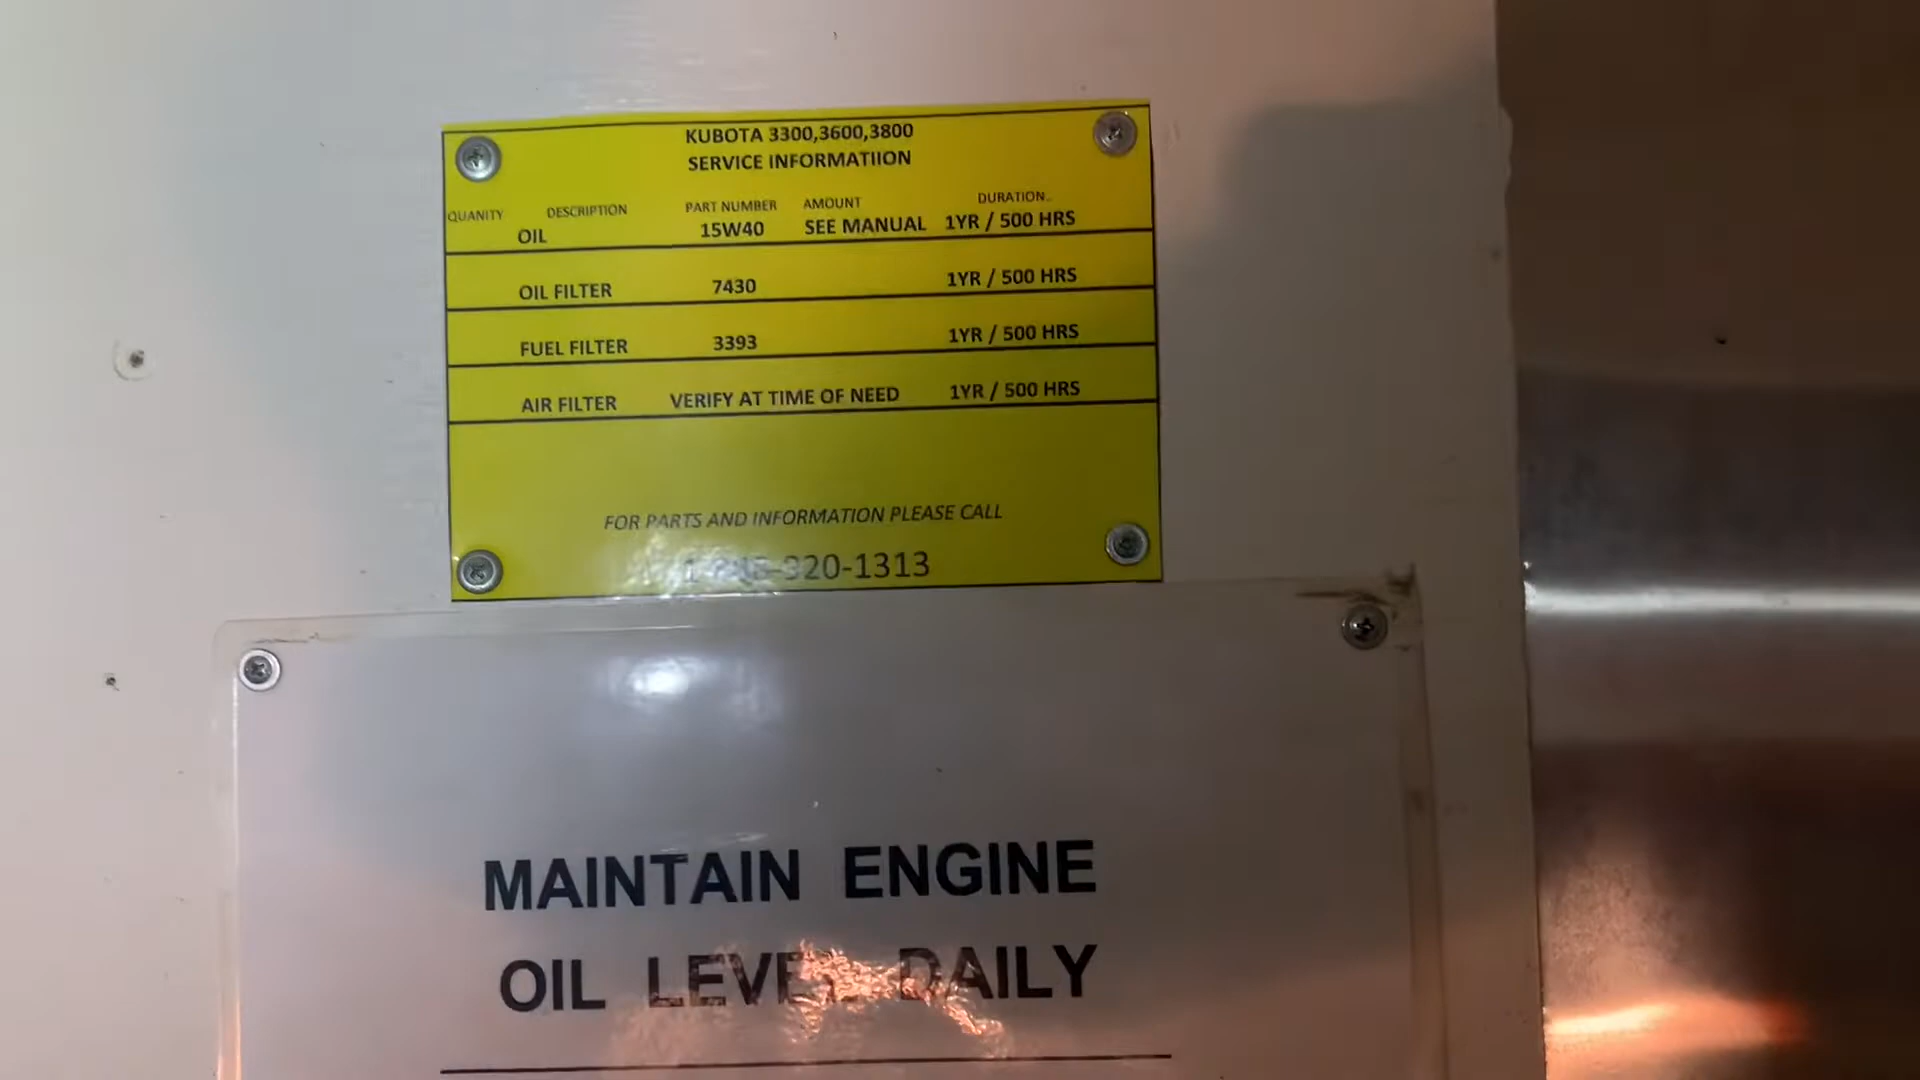 KUBOTA 3300,3600,3800
SERVICE INFORMATIION
QUANITY DESCRIPTION PART NUMBER AMOUNT DURATION..
OIL 15W40 SEE MANUAL 1YR / 500 HRS
OIL FILTER 7430 1YR / 500 HRS
FUEL FILTER 3393 1YR / 500 HRS
AIR FILTER VERIFY AT TIME OF NEED 1YR / 500 HRS
FOR PARTS AND INFORMATION PLEASE CALL
920-1313
MAINTAIN ENGINE
OIL LEVEL DAILY